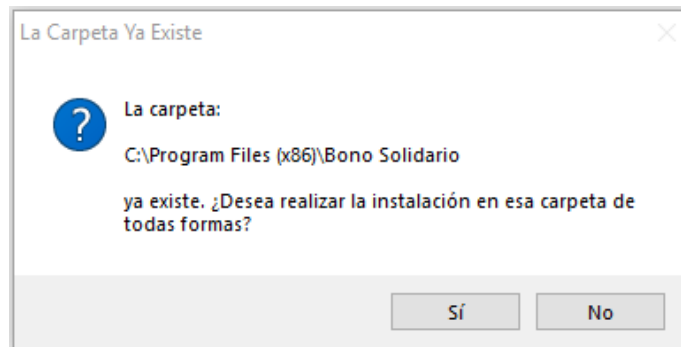 La Carpeta Ya Existe
?
La carpeta:
C:\Program Files (x86)\Bono Solidario
ya existe. ¿Desea realizar la instalación en esa carpeta de
todas formas?
Sí
No